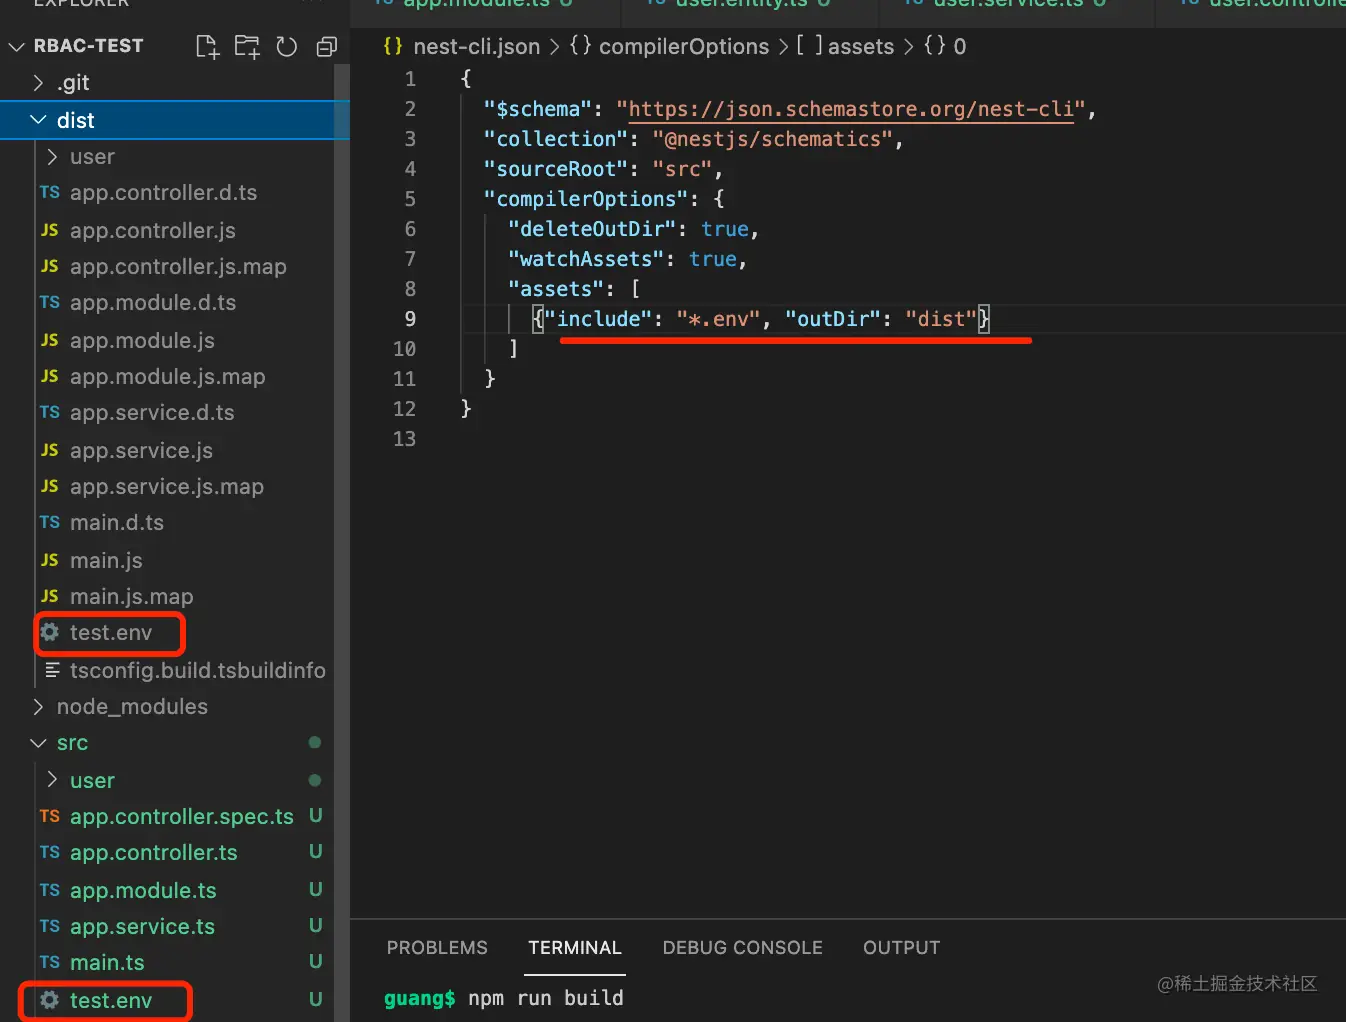 EXPLORER
RBAC-TEST
.git
dist
user
TS app.controller.d.ts
JS app.controller.js
JS app.controller.js.map
TS app.module.d.ts
JS app.module.js
JS app.module.js.map
TS app.service.d.ts
JS app.service.js
JS app.service.js.map
TS main.d.ts
JS main.js
JS main.js.map
test.env
tsconfig.build.tsbuildinfo
node_modules
src
user
TS app.controller.spec.ts U
TS app.controller.ts U
TS app.module.ts U
TS app.service.ts U
TS main.ts U
test.env U
TS app.module.ts U TS user.entity.ts U TS user.service.ts U TS user.controlle
{} nest-cli.json > {} compilerOptions > [ ] assets > {} 0
1 {
2 "$schema": "https://json.schemastore.org/nest-cli",
3 "collection": "@nestjs/schematics",
4 "sourceRoot": "src",
5 "compilerOptions": {
6 "deleteOutDir": true,
7 "watchAssets": true,
8 "assets": [
9 {"include": "*.env", "outDir": "dist"}
10 ]
11 }
12 }
13
PROBLEMS TERMINAL DEBUG CONSOLE OUTPUT
guang$ npm run build
@稀土掘金技术社区